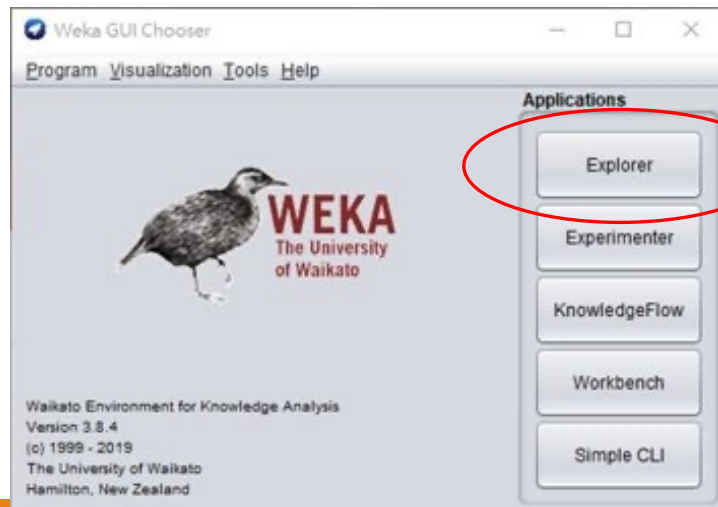 Weka GUI Chooser
Program Visualization Tools Help
Applications
Explorer
Experimenter
KnowledgeFlow
Workbench
Simple CLI
WEKA
The University
of Waikato
Waikato Environment for Knowledge Analysis
Version 3.8.4
(c) 1999 - 2019
The University of Waikato
Hamilton, New Zealand